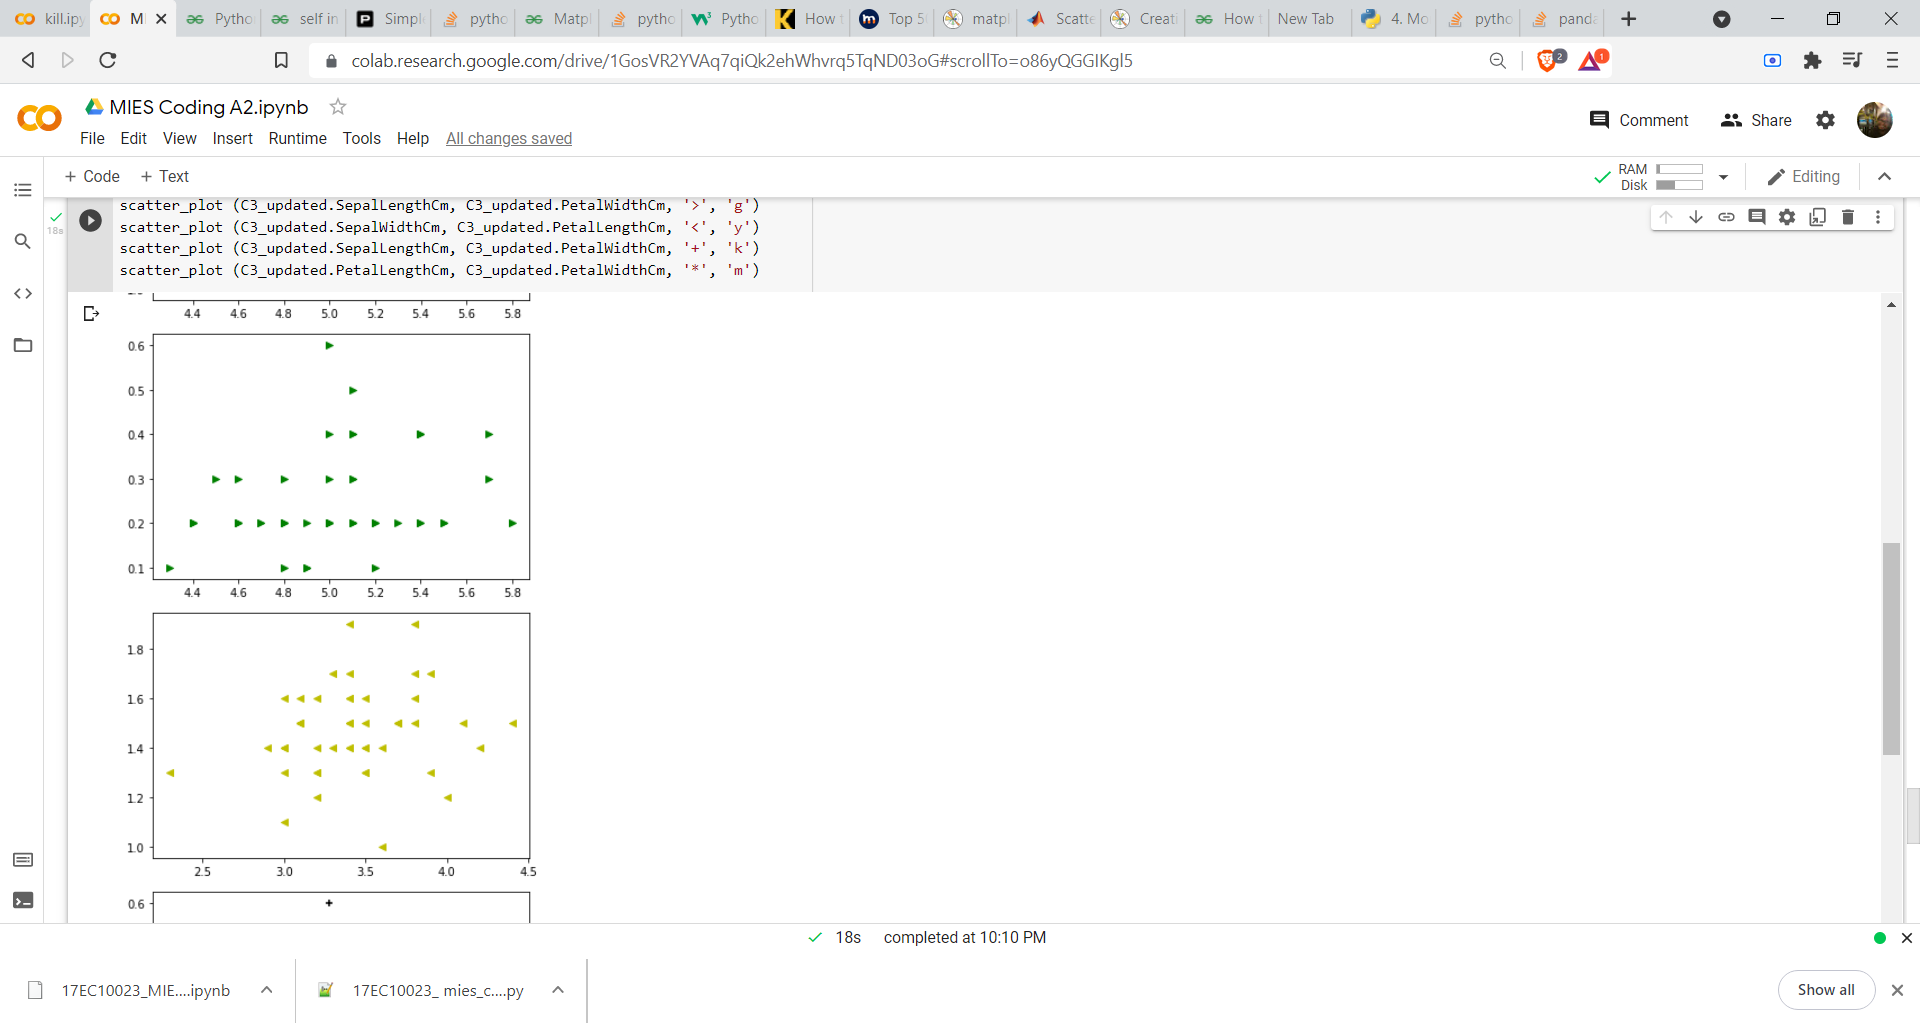 kill.ipy M Pytho self in Simpl pytho Matpl pytho Pytho How t Top 5 matpl Scatte Creati How t New Tab 4. Mo pytho panda
colab.research.google.com/drive/1GosVR2YVAq7qiQk2ehWhvrq5TqND03oG#scrollTo=o86yQGGIKgl5 2 1
MIES Coding A2.ipynb
Comment Share
File Edit View Insert Runtime Tools Help All changes saved
+ Code + Text RAM Disk Editing
scatter_plot (C3_updated.SepalLengthCm, C3_updated.PetalWidthCm, '>', 'g')
18s
scatter_plot (C3_updated.SepalWidthCm, C3_updated.PetalLengthCm, '<', 'y')
scatter_plot (C3_updated.SepalLengthCm, C3_updated.PetalWidthCm, '+', 'k')
scatter_plot (C3_updated.PetalLengthCm, C3_updated.PetalWidthCm, '*', 'm')
4.4 4.6 4.8 5.0 5.2 5.4 5.6 5.8
0.6
0.5
0.4
0.3
0.2
0.1
4.4 4.6 4.8 5.0 5.2 5.4 5.6 5.8
1.8
1.6
1.4
1.2
1.0
2.5 3.0 3.5 4.0 4.5
0.6
18s completed at 10:10 PM
17EC10023_MIE....ipynb 17EC10023_ mies_c....py Show all